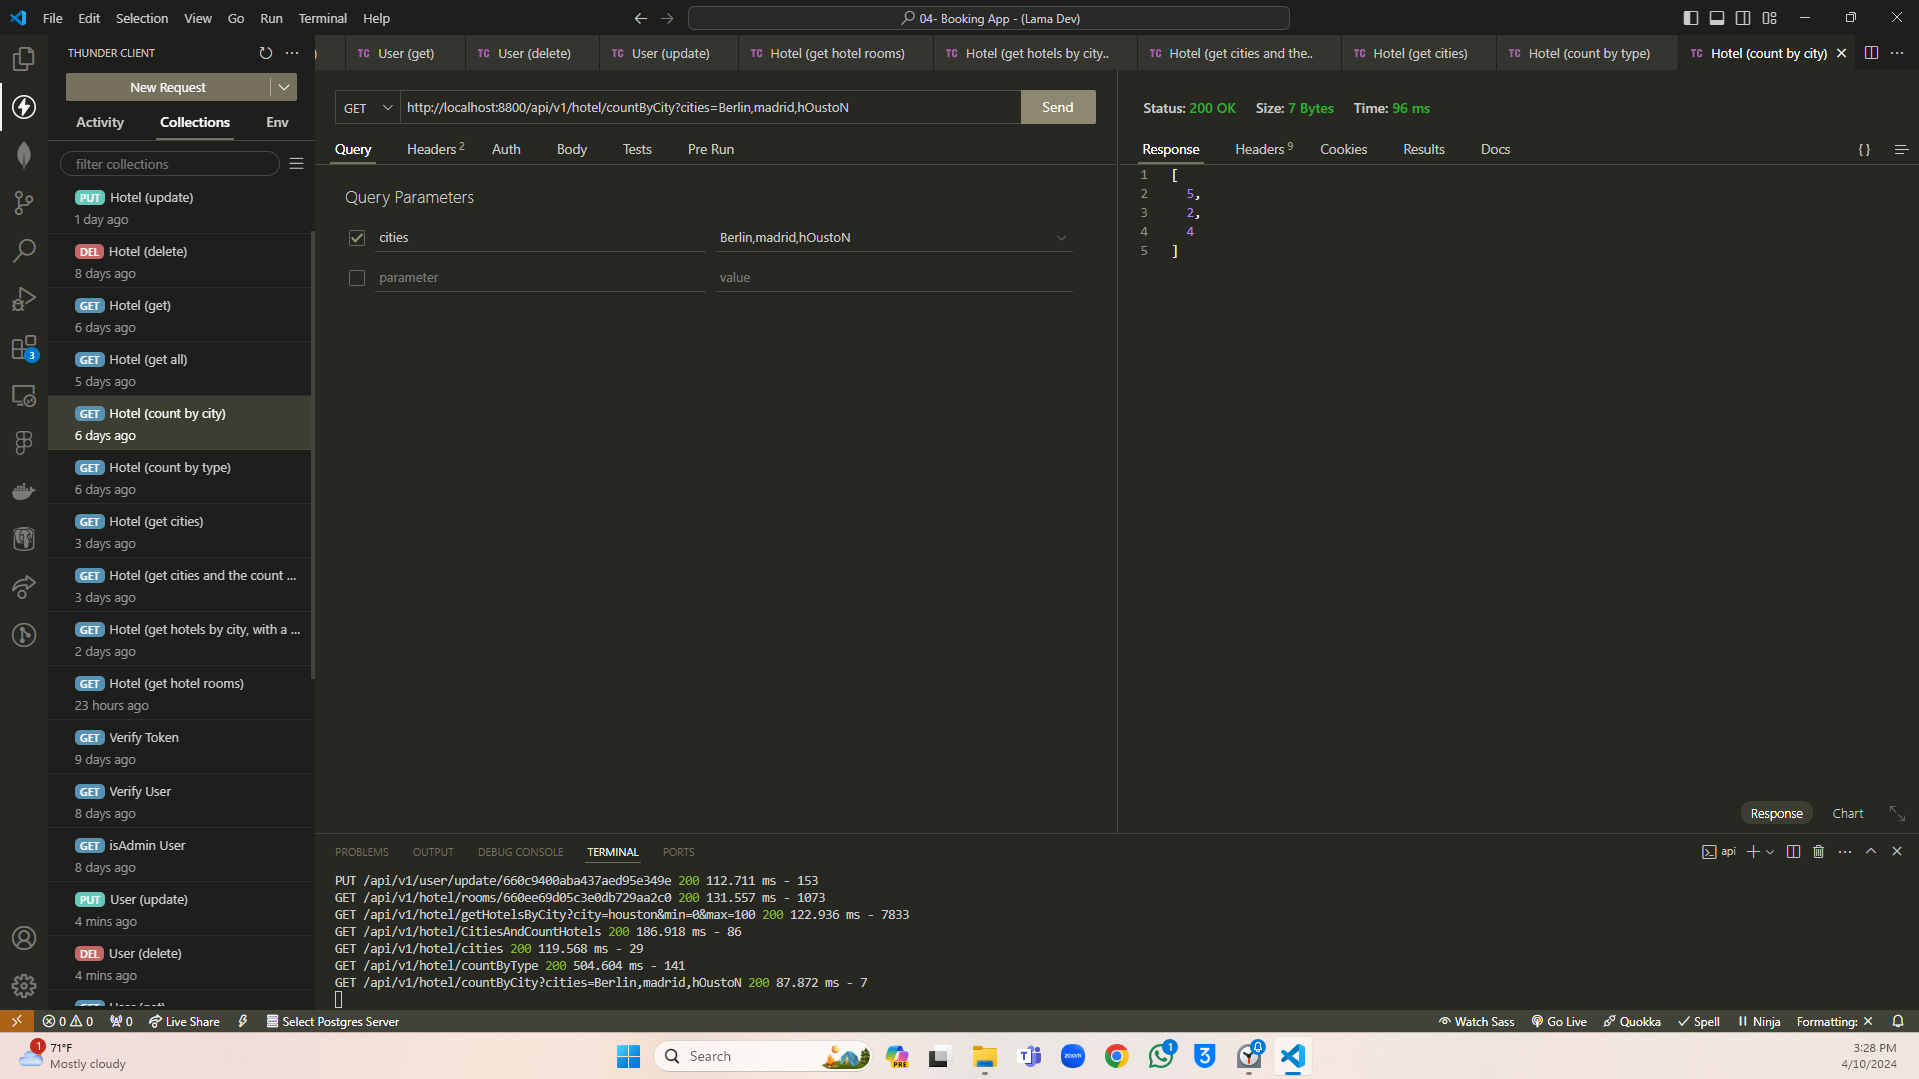 File Edit Selection View Go Run Terminal Help
04- Booking App - (Lama Dev)
THUNDER CLIENT
New Request
Activity Collections Env
filter collections
PUT Hotel (update)
1 day ago
DEL Hotel (delete)
8 days ago
GET Hotel (get)
6 days ago
GET Hotel (get all)
5 days ago
GET Hotel (count by city)
6 days ago
GET Hotel (count by type)
6 days ago
GET Hotel (get cities)
3 days ago
GET Hotel (get cities and the count ...
3 days ago
GET Hotel (get hotels by city, with a ...
2 days ago
GET Hotel (get hotel rooms)
23 hours ago
GET Verify Token
9 days ago
GET Verify User
8 days ago
GET isAdmin User
8 days ago
PUT User (update)
4 mins ago
DEL User (delete)
4 mins ago
3
) TC User (get) TC User (delete) TC User (update) TC Hotel (get hotel rooms) TC Hotel (get hotels by city.. TC Hotel (get cities and the.. TC Hotel (get cities) TC Hotel (count by type) TC Hotel (count by city)
GET http://localhost:8800/api/v1/hotel/countByCity?cities=Berlin,madrid,hOustoN Send
Query Headers 2 Auth Body Tests Pre Run
Query Parameters
cities Berlin,madrid,hOustoN
parameter value
Status: 200 OK Size: 7 Bytes Time: 96 ms
Response Headers 9 Cookies Results Docs {}
1 [
2 5,
3 2,
4 4
5 ]
Response Chart
PROBLEMS OUTPUT DEBUG CONSOLE TERMINAL PORTS
api
PUT /api/v1/user/update/660c9400aba437aed95e349e 200 112.711 ms - 153
GET /api/v1/hotel/rooms/660ee69d05c3e0db729aa2c0 200 131.557 ms - 1073
GET /api/v1/hotel/getHotelsByCity?city=houston&min=0&max=100 200 122.936 ms - 7833
GET /api/v1/hotel/CitiesAndCountHotels 200 186.918 ms - 86
GET /api/v1/hotel/cities 200 119.568 ms - 29
GET /api/v1/hotel/countByType 200 504.604 ms - 141
GET /api/v1/hotel/countByCity?cities=Berlin,madrid,hOustoN 200 87.872 ms - 7
0 0 0 Live Share Select Postgres Server
Watch Sass Go Live Quokka Spell Ninja Formatting:
1
71°F
Mostly cloudy
Search
PRE
zoom
1
3:28 PM
4/10/2024